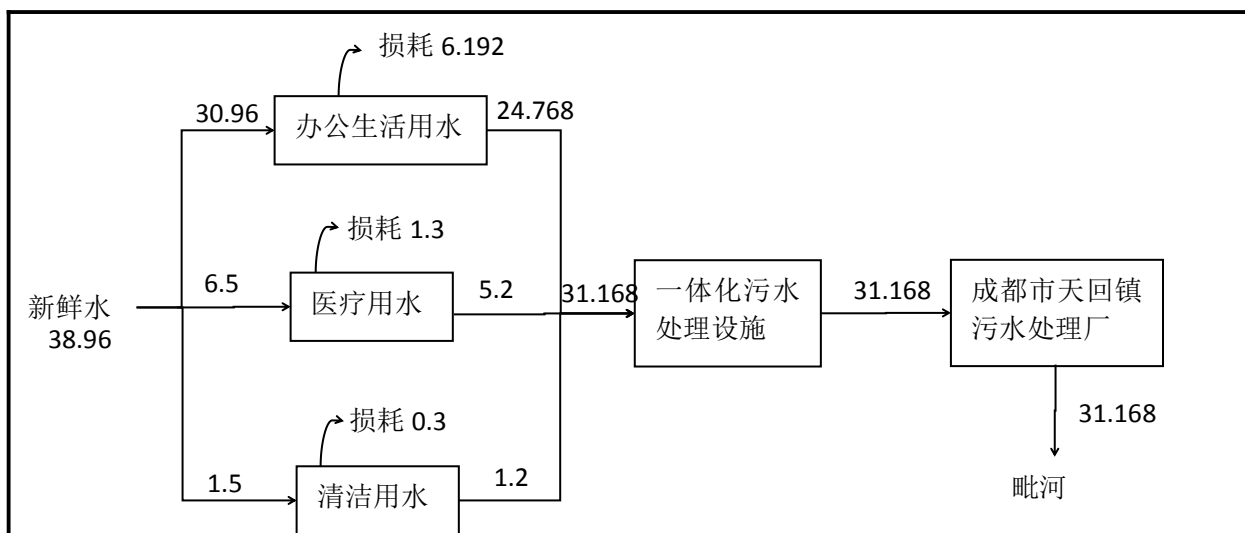 损耗 6.192
30.96
办公生活用水
24.768
损耗 1.3
新鲜水
38.96
6.5
医疗用水
5.2
31.168
一体化污水
处理设施
31.168
成都市天回镇
污水处理厂
损耗 0.3
31.168
1.5
清洁用水
1.2
毗河